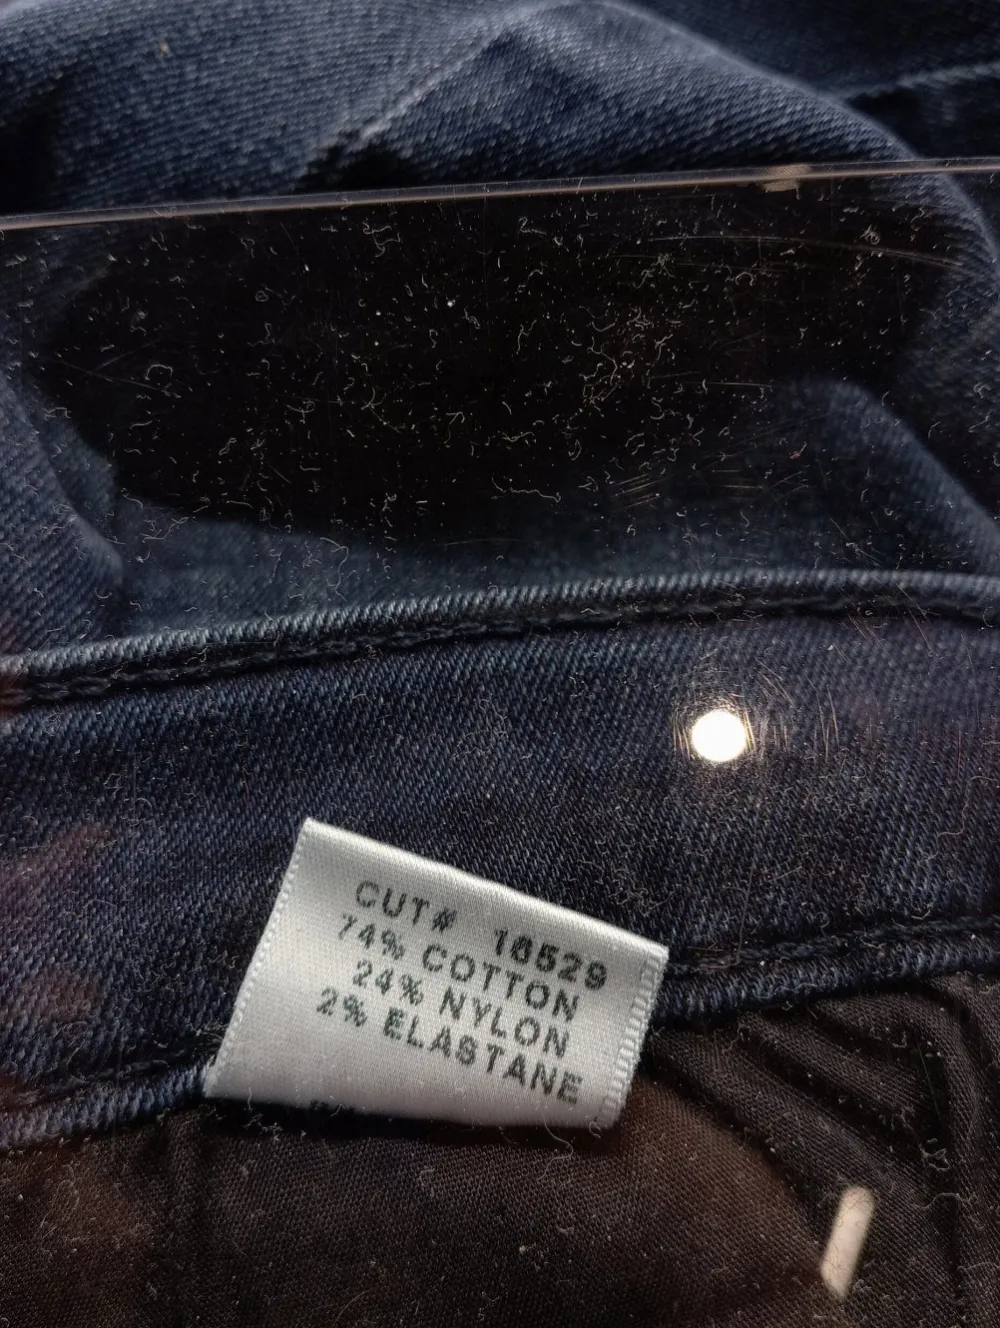 CUT# 16529
74% COTTON
24% NYLON
2% ELASTANE